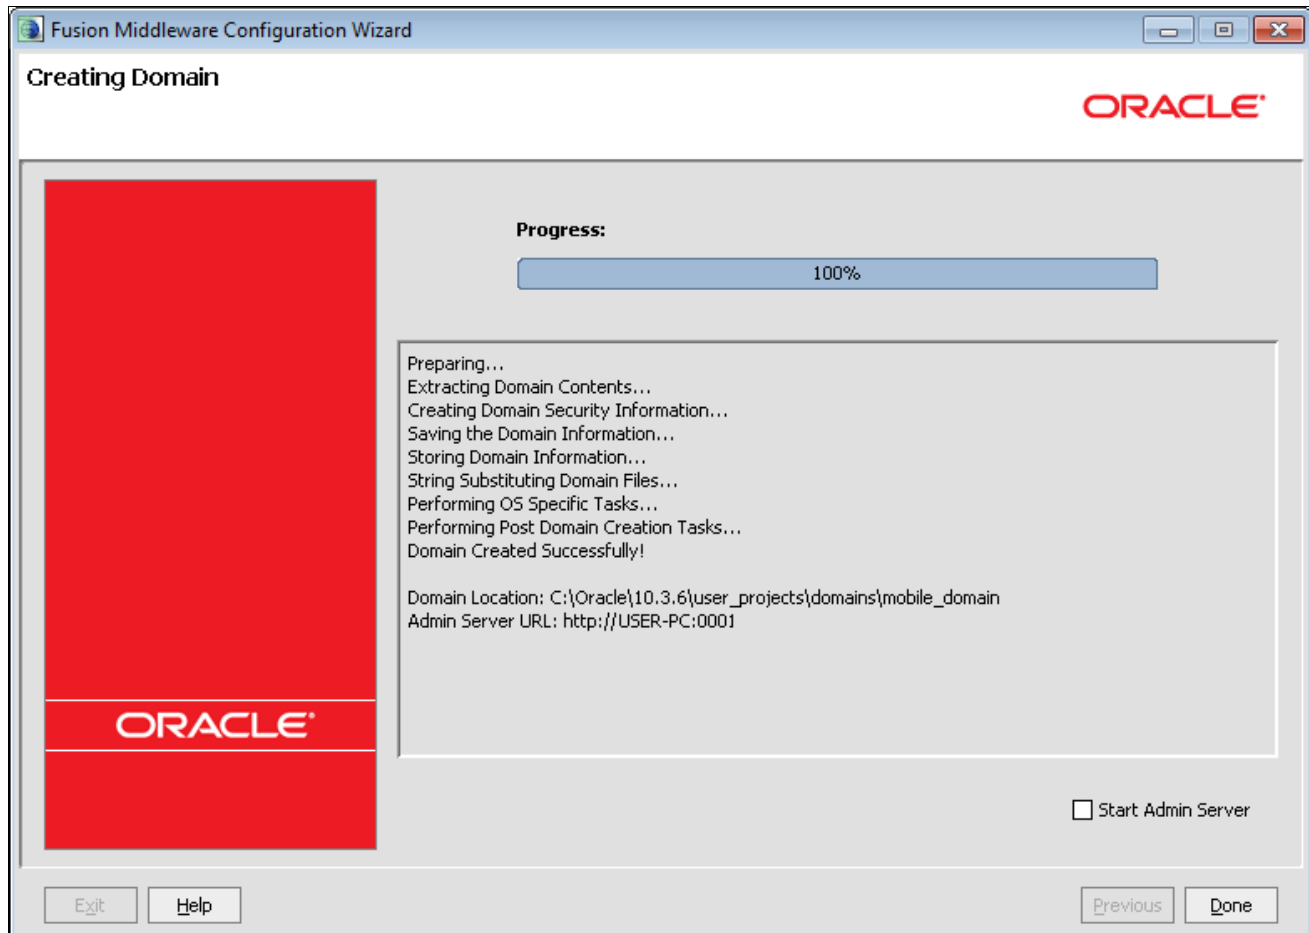 Fusion Middleware Configuration Wizard
Creating Domain
ORACLE
Progress:
100%
Preparing...
Extracting Domain Contents...
Creating Domain Security Information...
Saving the Domain Information...
Storing Domain Information...
String Substituting Domain Files...
Performing OS Specific Tasks...
Performing Post Domain Creation Tasks...
Domain Created Successfully!
Domain Location: C:\Oracle\10.3.6\user_projects\domains\mobile_domain
Admin Server URL: http://USER-PC:0001
ORACLE
Start Admin Server
Exit Help Previous Done